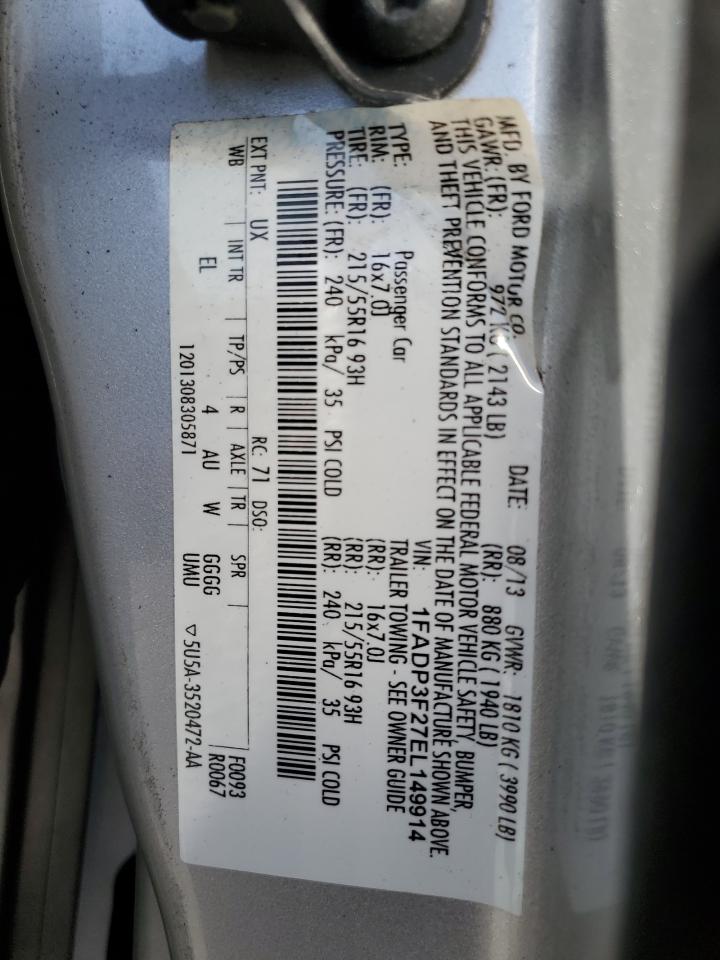 MFD. BY FORD MOTOR CO. DATE: 08/13 GVWR: 1810 KG ( 3990 LB)
GAWR: (FR): 972 KG ( 2143 LB) (RR): 880 KG ( 1940 LB)
THIS VEHICLE CONFORMS TO ALL APPLICABLE FEDERAL MOTOR VEHICLE SAFETY, BUMPER,
AND THEFT PREVENTION STANDARDS IN EFFECT ON THE DATE OF MANUFACTURE SHOWN ABOVE.
VIN: 1FADP3F27EL149914
TYPE: Passenger Car TRAILER TOWING - SEE OWNER GUIDE
RIM: (FR): 16x7.0J (RR): 16x7.0J
TIRE: (FR): 215/55R16 93H (RR): 215/55R16 93H
PRESSURE: (FR): 240 kPa/ 35 PSI COLD (RR): 240 kPa/ 35 PSI COLD
EXT PNT: UX RC: 71 DSO: F0093
WB INT TR TP/PS R AXLE TR SPR R0067
EL 4 AU W GGGG
UMU
1201308305871 ▽5U5A-3520472-AA